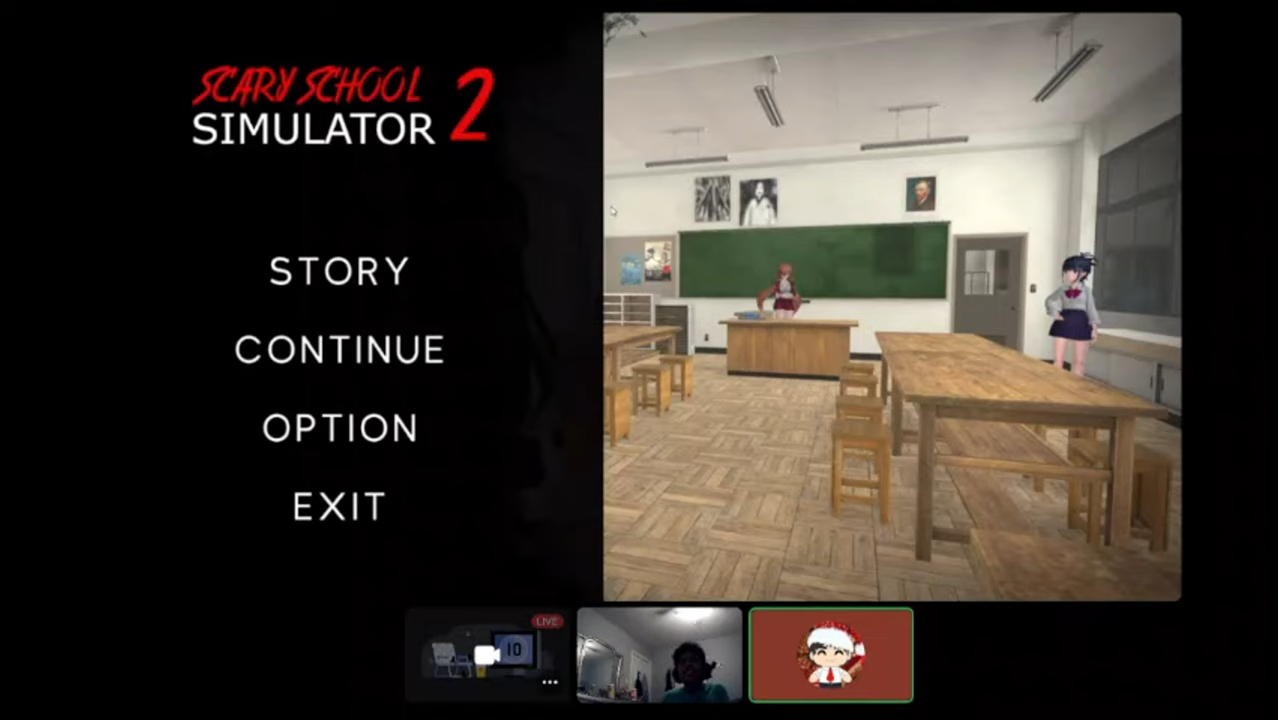 SCARY SCHOOL
SIMULATOR 2
STORY
CONTINUE
OPTION
EXIT
LIVE
10